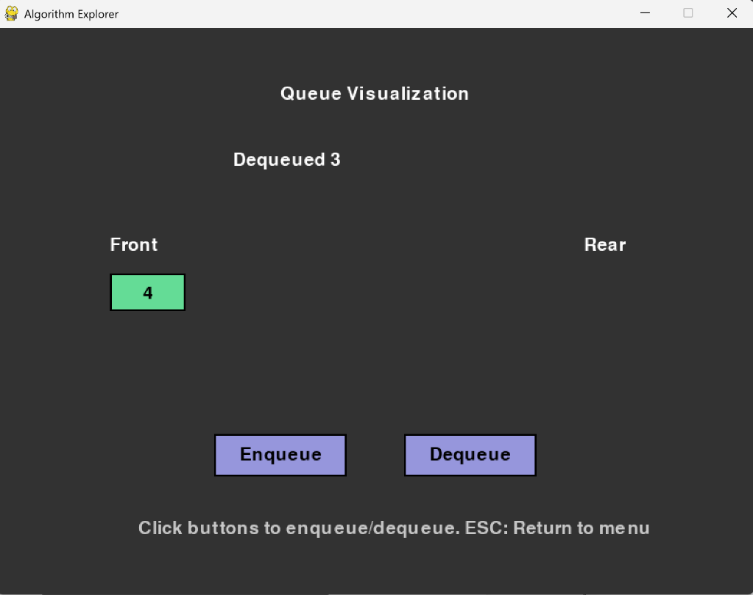 Algorithm Explorer
Queue Visualization
Dequeued 3
Front Rear
4
Enqueue Dequeue
Click buttons to enqueue/dequeue. ESC: Return to menu